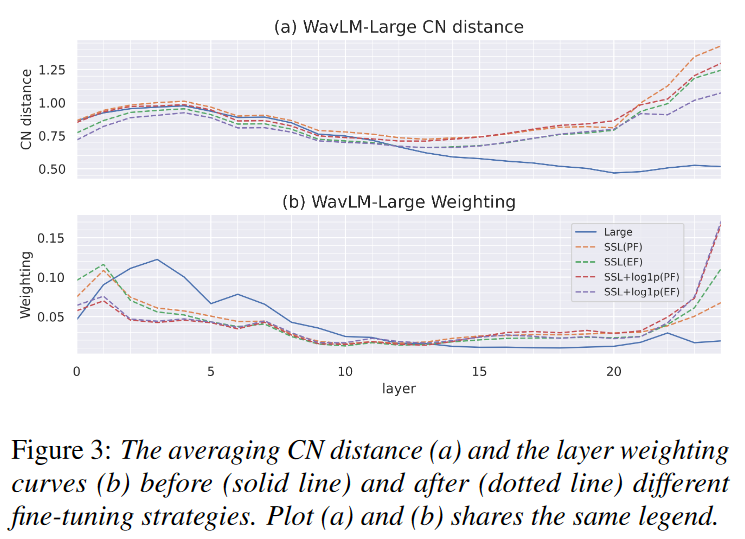 (a) WavLM-Large CN distance
CN distance
1.25
1.00
0.75
0.50
(b) WavLM-Large Weighting
Weighting
0.15
0.10
0.05
Large
SSL(PF)
SSL(EF)
SSL+log1p(PF)
SSL+log1p(EF)
0 5 10 15 20
layer
Figure 3: The averaging CN distance (a) and the layer weighting
curves (b) before (solid line) and after (dotted line) different
fine-tuning strategies. Plot (a) and (b) shares the same legend.